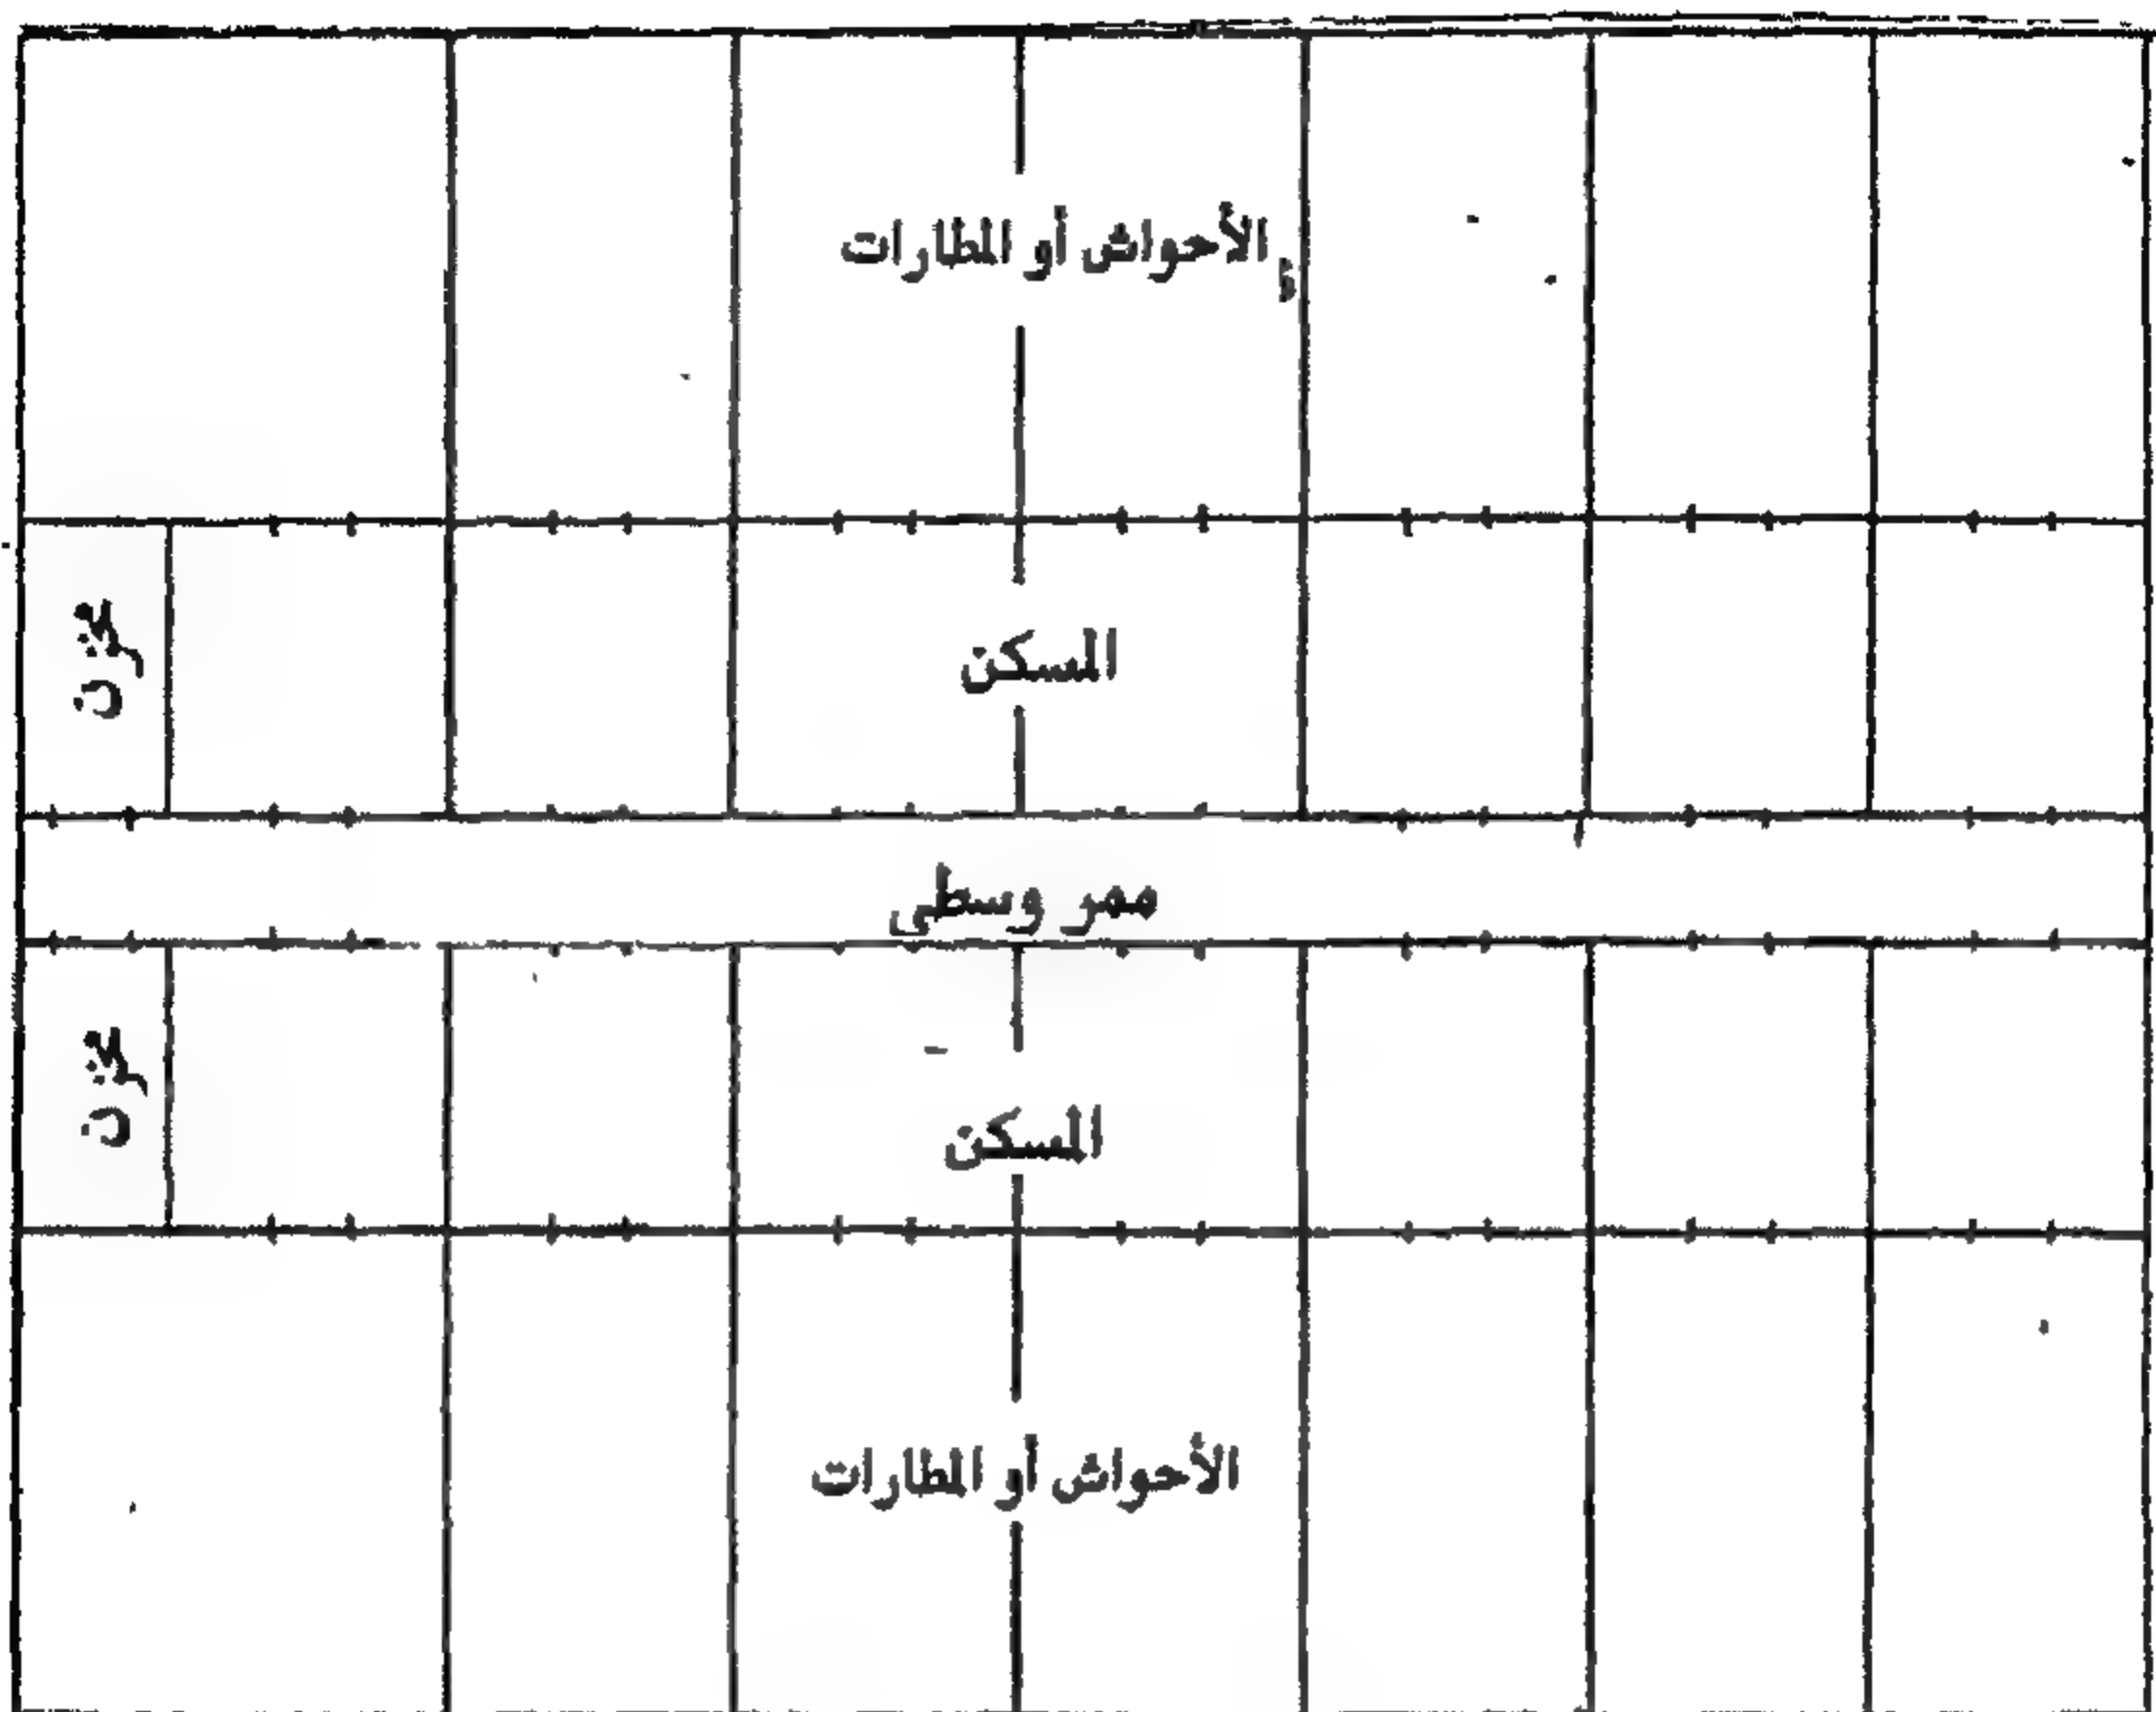 الأحواش أو المطارات
المسكن
مخزن
ممر وسطى
مخزن
المسكن
الأحواش أو المطارات